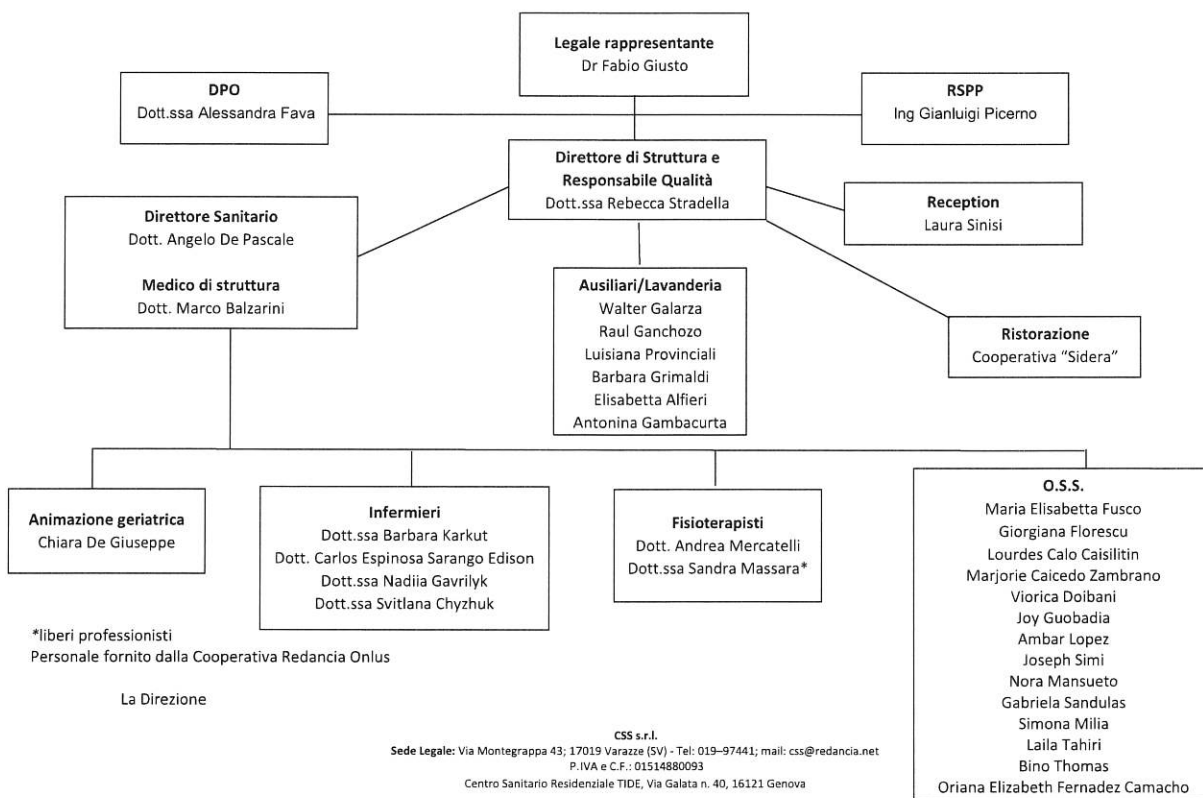 Legale rappresentante
Dr Fabio Giusto
DPO
Dott.ssa Alessandra Fava
RSPP
Ing Gianluigi Picerno
Direttore di Struttura e
Responsabile Qualità
Dott.ssa Rebecca Stradella
Direttore Sanitario
Dott. Angelo De Pascale
Medico di struttura
Dott. Marco Balzarini
Reception
Laura Sinisi
Ausiliari/Lavanderia
Walter Galarza
Raul Ganchozo
Luisiana Provinciali
Barbara Grimaldi
Elisabetta Alfieri
Antonina Gambacurta
Ristorazione
Cooperativa “Sidera”
Animazione geriatrica
Chiara De Giuseppe
Infermieri
Dott.ssa Barbara Karkut
Dott. Carlos Espinosa Sarango Edison
Dott.ssa Nadiia Gavrilyk
Dott.ssa Svitlana Chyzhuk
Fisioterapisti
Dott. Andrea Mercatelli
Dott.ssa Sandra Massara*
O.S.S.
Maria Elisabetta Fusco
Giorgiana Florescu
Lourdes Calo Caisilitin
Marjorie Caicedo Zambrano
Viorica Doibani
Joy Guobadia
Ambar Lopez
Joseph Simi
Nora Mansueto
Gabriela Sandulas
Simona Milia
Laila Tahiri
Bino Thomas
Oriana Elizabeth Fernadez Camacho
*liberi professionisti
Personale fornito dalla Cooperativa Redancia Onlus
La Direzione
CSS s.r.l.
Sede Legale: Via Montegrappa 43; 17019 Varazze (SV) - Tel: 019–97441; mail: css@redancia.net
P.IVA e C.F.: 01514880093
Centro Sanitario Residenziale TIDE, Via Galata n. 40, 16121 Genova